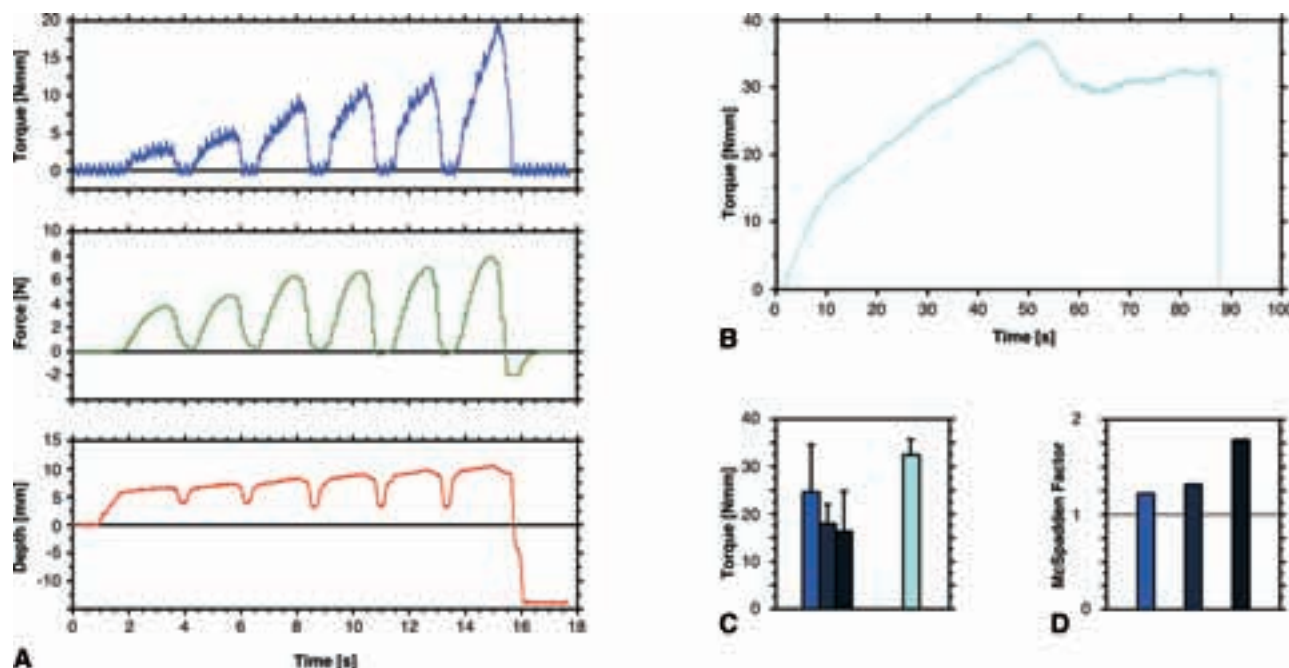 Torque [Nmm]
20
15
10
5
0
Force [N]
10
8
6
4
2
0
-2
Depth [mm]
15
10
5
0
-5
-10
0 2 4 6 8 10 12 14 16 18
A
Time [s]
Torque [Nmm]
40
30
20
10
0
0 10 20 30 40 50 60 70 80 90 100
B
Time [s]
Torque [Nmm]
40
30
20
10
0
C
McSpadden Factor
2
1
0
D